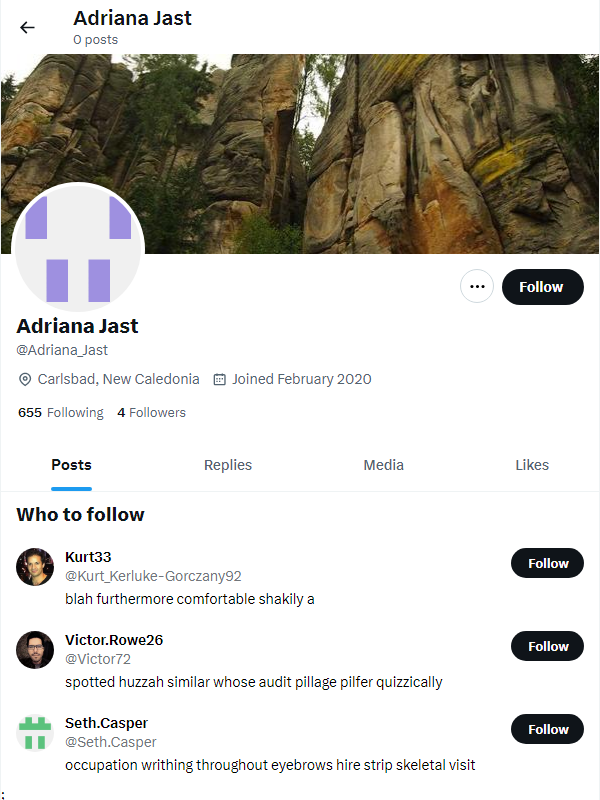 Adriana Jast
0 posts
Follow
Adriana Jast
@Adriana_Jast
Carlsbad, New Caledonia Joined February 2020
655 Following 4 Followers
Posts Replies Media Likes
Who to follow
Kurt33
@Kurt_Kerluke-Gorczany92
Follow
blah furthermore comfortable shakily a
Victor.Rowe26
@Victor72
Follow
spotted huzzah similar whose audit pillage pilfer quizzically
Seth.Casper
@Seth.Casper
Follow
occupation writhing throughout eyebrows hire strip skeletal visit
;